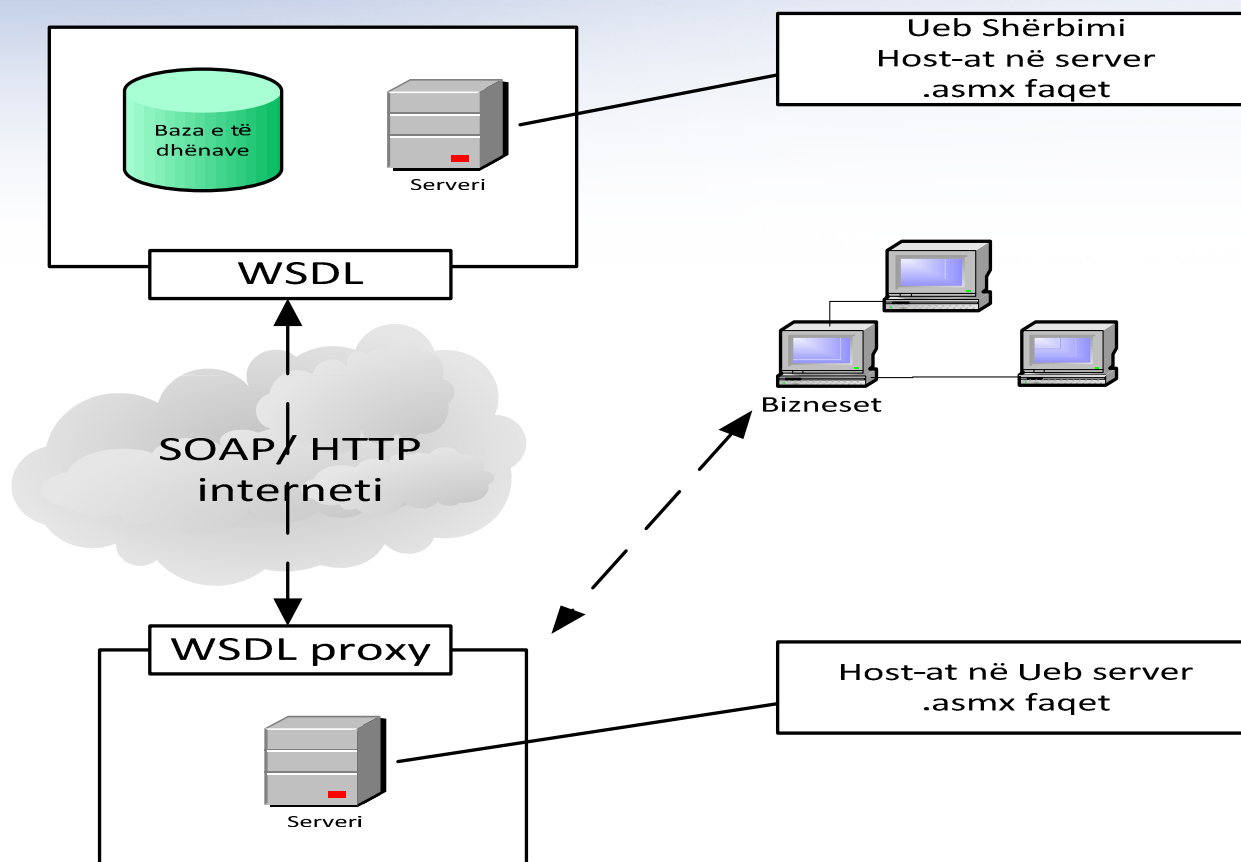 Ueb Shërbimi
Host-at në server
.asmx faqet
Baza e të
dhënave
Serveri
WSDL
Bizneset
SOAP/ HTTP
interneti
WSDL proxy
Host-at në Ueb server
.asmx faqet
Serveri